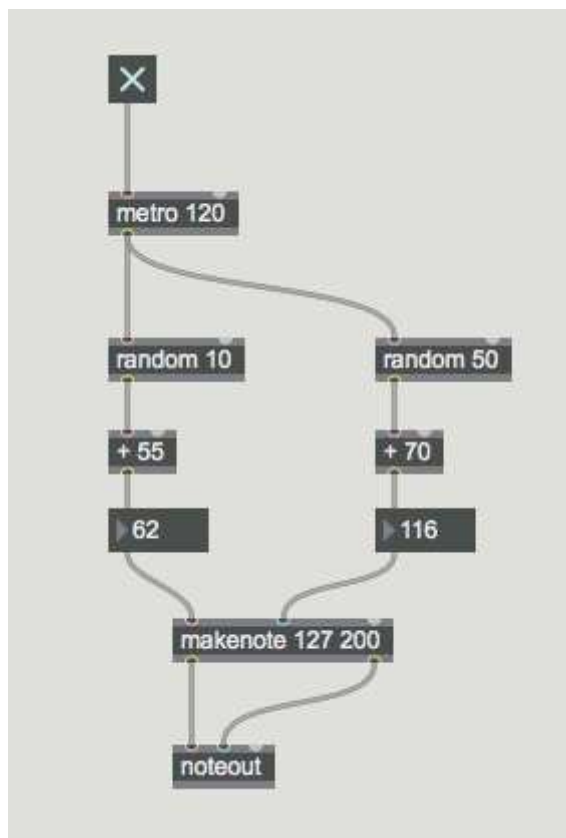 metro 120
random 10
random 50
+ 55
+ 70
62
116
makenote 127 200
noteout